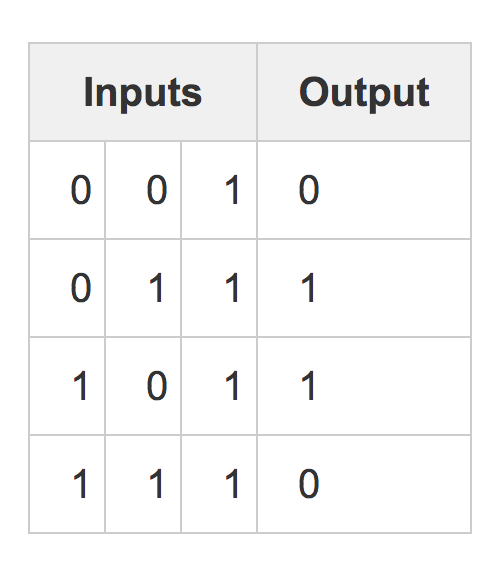 Inputs Output
0 0 1 0
0 1 1 1
1 0 1 1
1 1 1 0